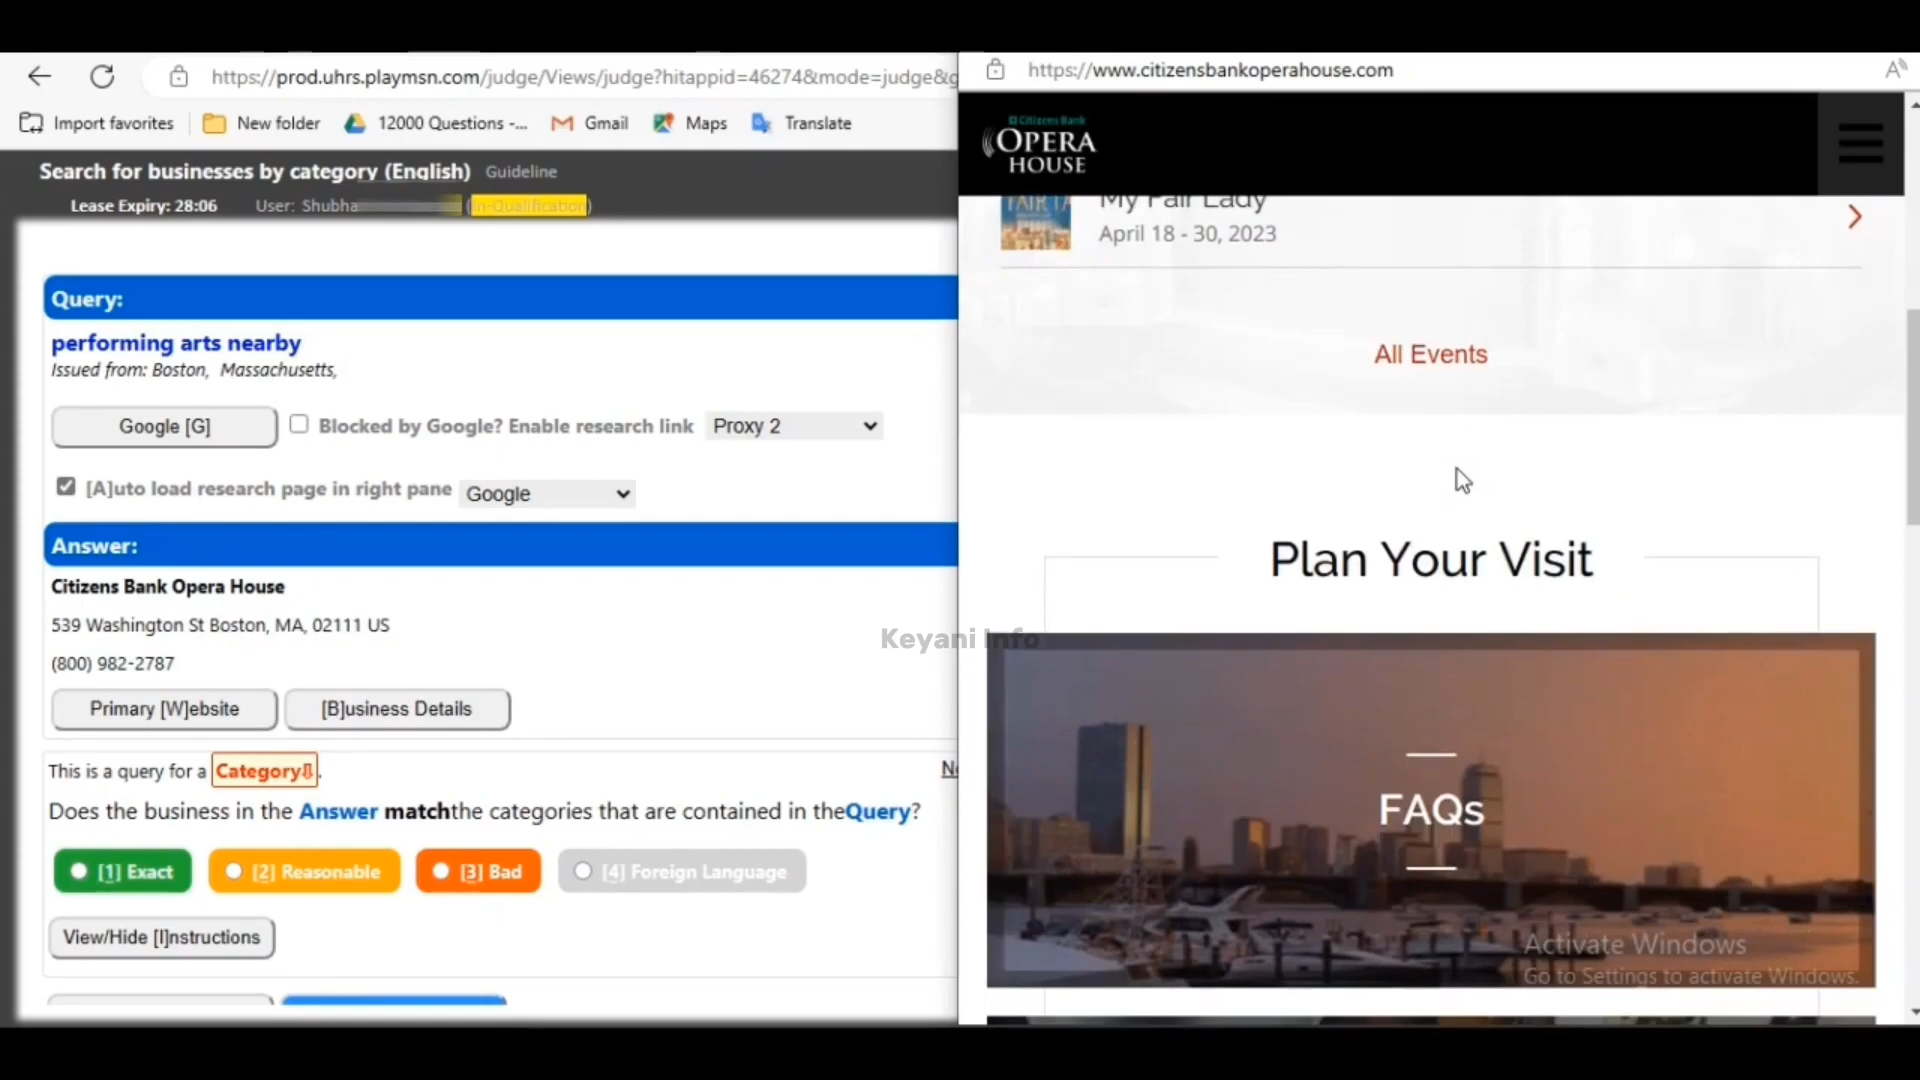 https://prod.uhrs.playmsn.com/judge/Views/judge?hitappid=46274&mode=judge&g
Import favorites
New folder
12000 Questions -...
Gmail
Maps
Translate
Search for businesses by category (English)
Guideline
Lease Expiry: 28:06
User: Shubha
(In-Qualification)
Query:
performing arts nearby
Issued from: Boston, Massachusetts,
Google [G]
Blocked by Google? Enable research link
Proxy 2
[A]uto load research page in right pane
Google
Answer:
Citizens Bank Opera House
539 Washington St Boston, MA, 02111 US
(800) 982-2787
Primary [W]ebsite
[B]usiness Details
This is a query for a Category⇩.
Does the business in the Answer matchthe categories that are contained in theQuery?
[1] Exact
[2] Reasonable
[3] Bad
[4] Foreign Language
View/Hide [I]nstructions
https://www.citizensbankoperahouse.com
Citizens Bank
OPERA
HOUSE
My Fair Lady
April 18 - 30, 2023
All Events
Plan Your Visit
Keyani Info
FAQs
Activate Windows
Go to Settings to activate Windows.